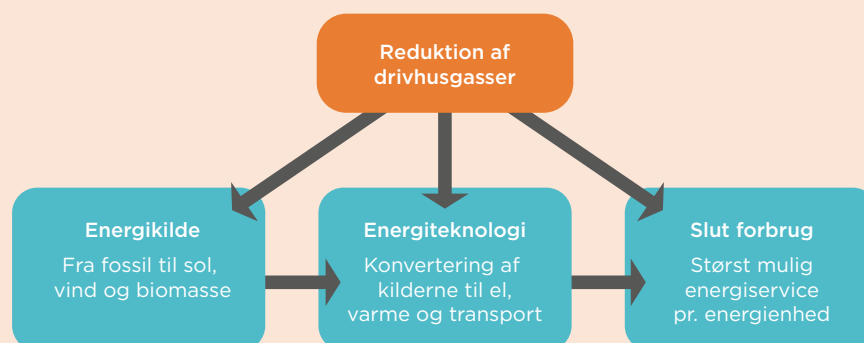 Reduktion af
drivhusgasser
Energikilde
Fra fossil til sol,
vind og biomasse
Energiteknologi
Konvertering af
kilderne til el,
varme og transport
Slut forbrug
Størst mulig
energiservice
pr. energienhed